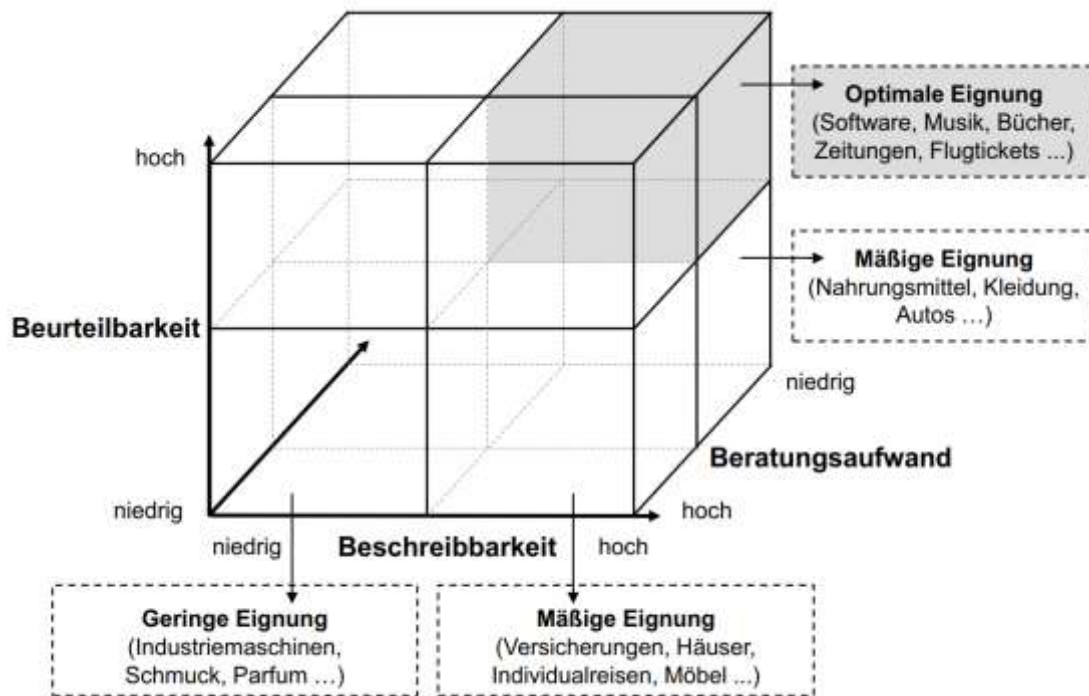 hoch
Optimale Eignung
(Software, Musik, Bücher,
Zeitungen, Flugtickets ...)
Mäßige Eignung
(Nahrungsmittel, Kleidung,
Autos …)
Beurteilbarkeit
niedrig
Beratungsaufwand
niedrig
hoch
niedrig
Beschreibbarkeit
hoch
Geringe Eignung
(Industriemaschinen,
Schmuck, Parfum …)
Mäßige Eignung
(Versicherungen, Häuser,
Individualreisen, Möbel ...)